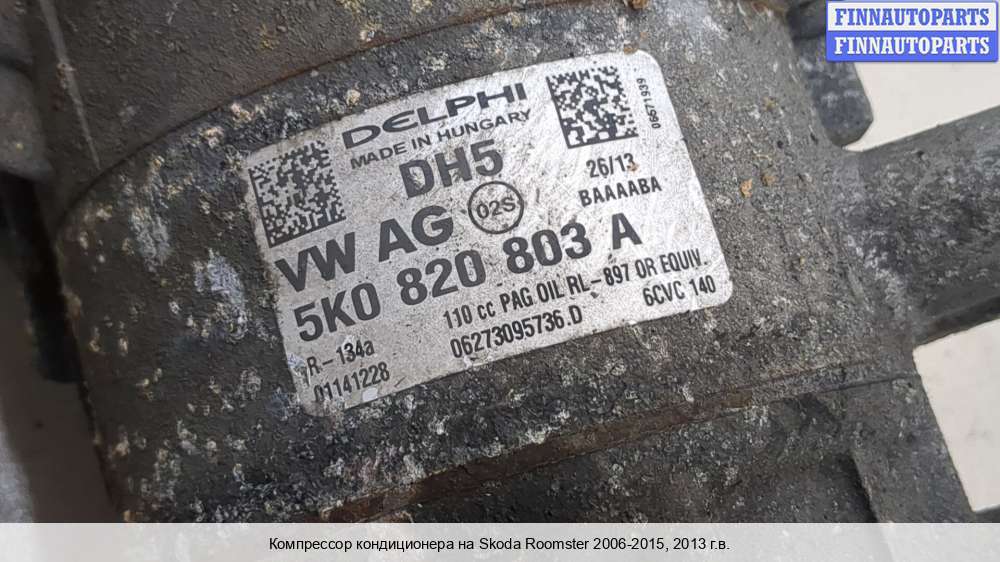 FINNAUTOPARTS
FINNAUTOPARTS
DELPHI
MADE IN HUNGARY
DH5
26/13
BAAAABA
VW AG
02S
5K0 820 803 A
110 cc PAG OIL RL-897 OR EQUIV.
R.-134a
06273095736.D
6CVC 140
01141228
Компрессор кондиционера на Skoda Roomster 2006-2015, 2013 г.в.